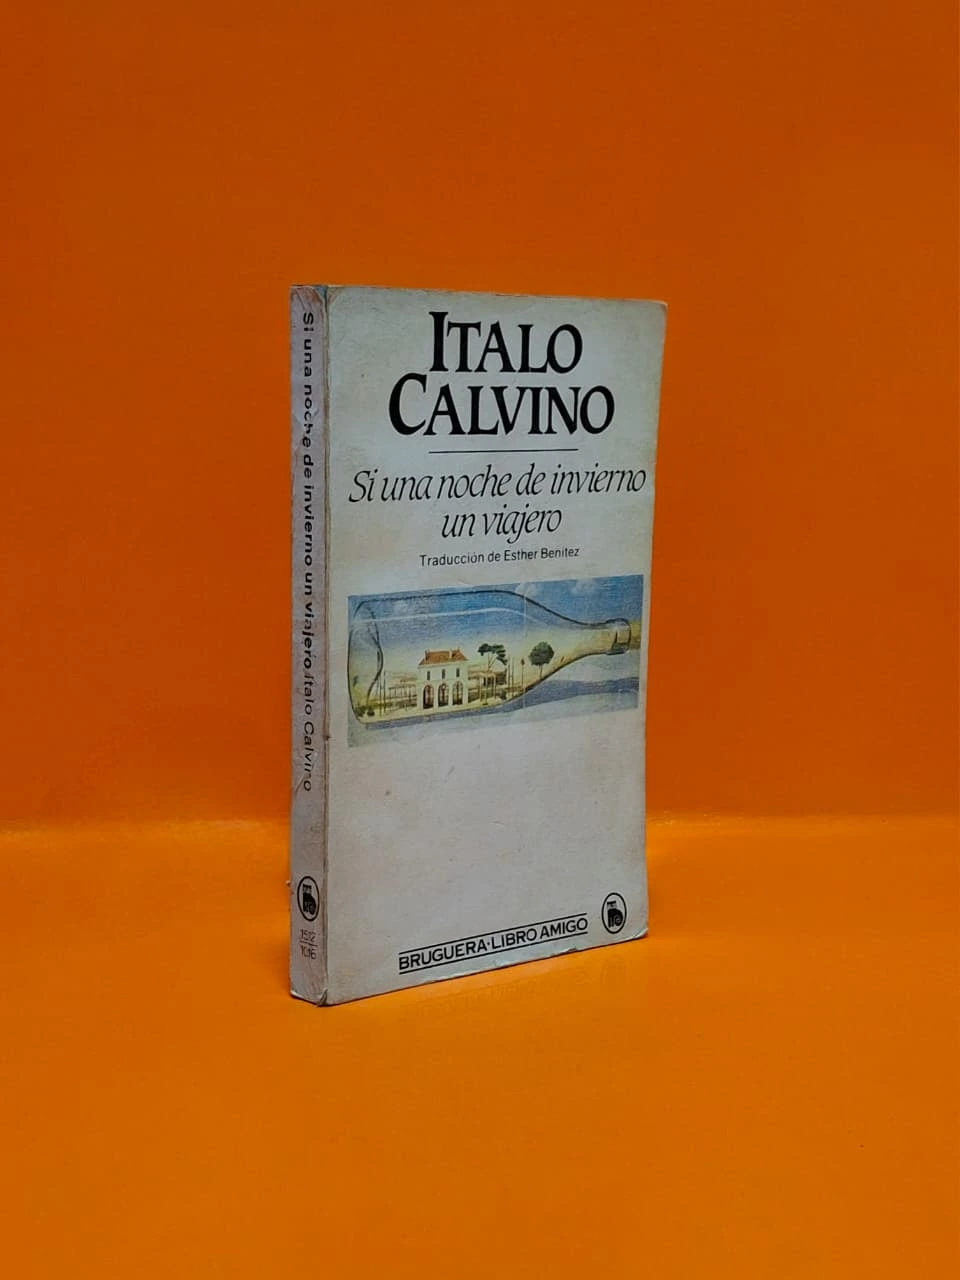 ITALO
CALVINO
Si una noche de invierno
un viajero
Traducción de Esther Benítez
BRUGUERA·LIBRO AMIGO
Si una noche de invierno un viajero Italo Calvino
1512
1016